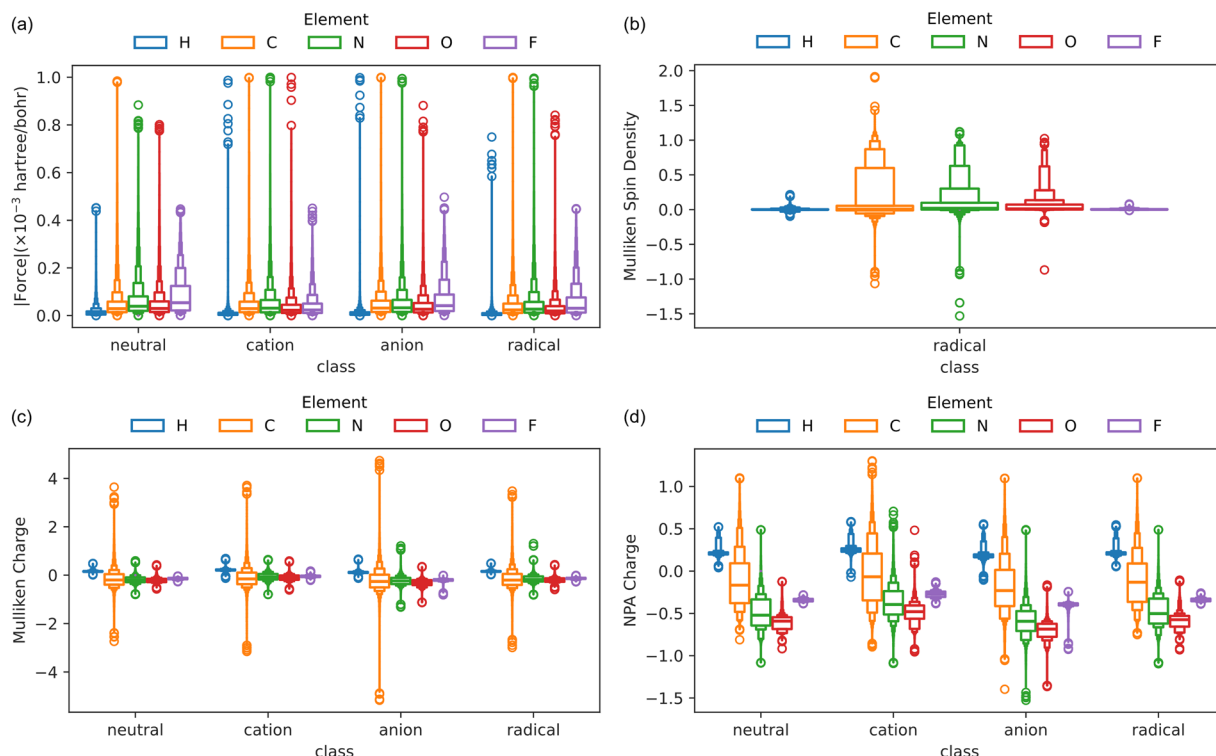 (a)
Element
H C N O F
|Force|(×10⁻³ hartree/bohr)
1.0
0.8
0.6
0.4
0.2
0.0
neutral cation anion radical
class
(b)
Element
H C N O F
Mulliken Spin Density
2.0
1.5
1.0
0.5
0.0
−0.5
−1.0
−1.5
radical
class
(c)
Element
H C N O F
Mulliken Charge
4
2
0
−2
−4
neutral cation anion radical
class
(d)
Element
H C N O F
NPA Charge
1.0
0.5
0.0
−0.5
−1.0
−1.5
neutral cation anion radical
class